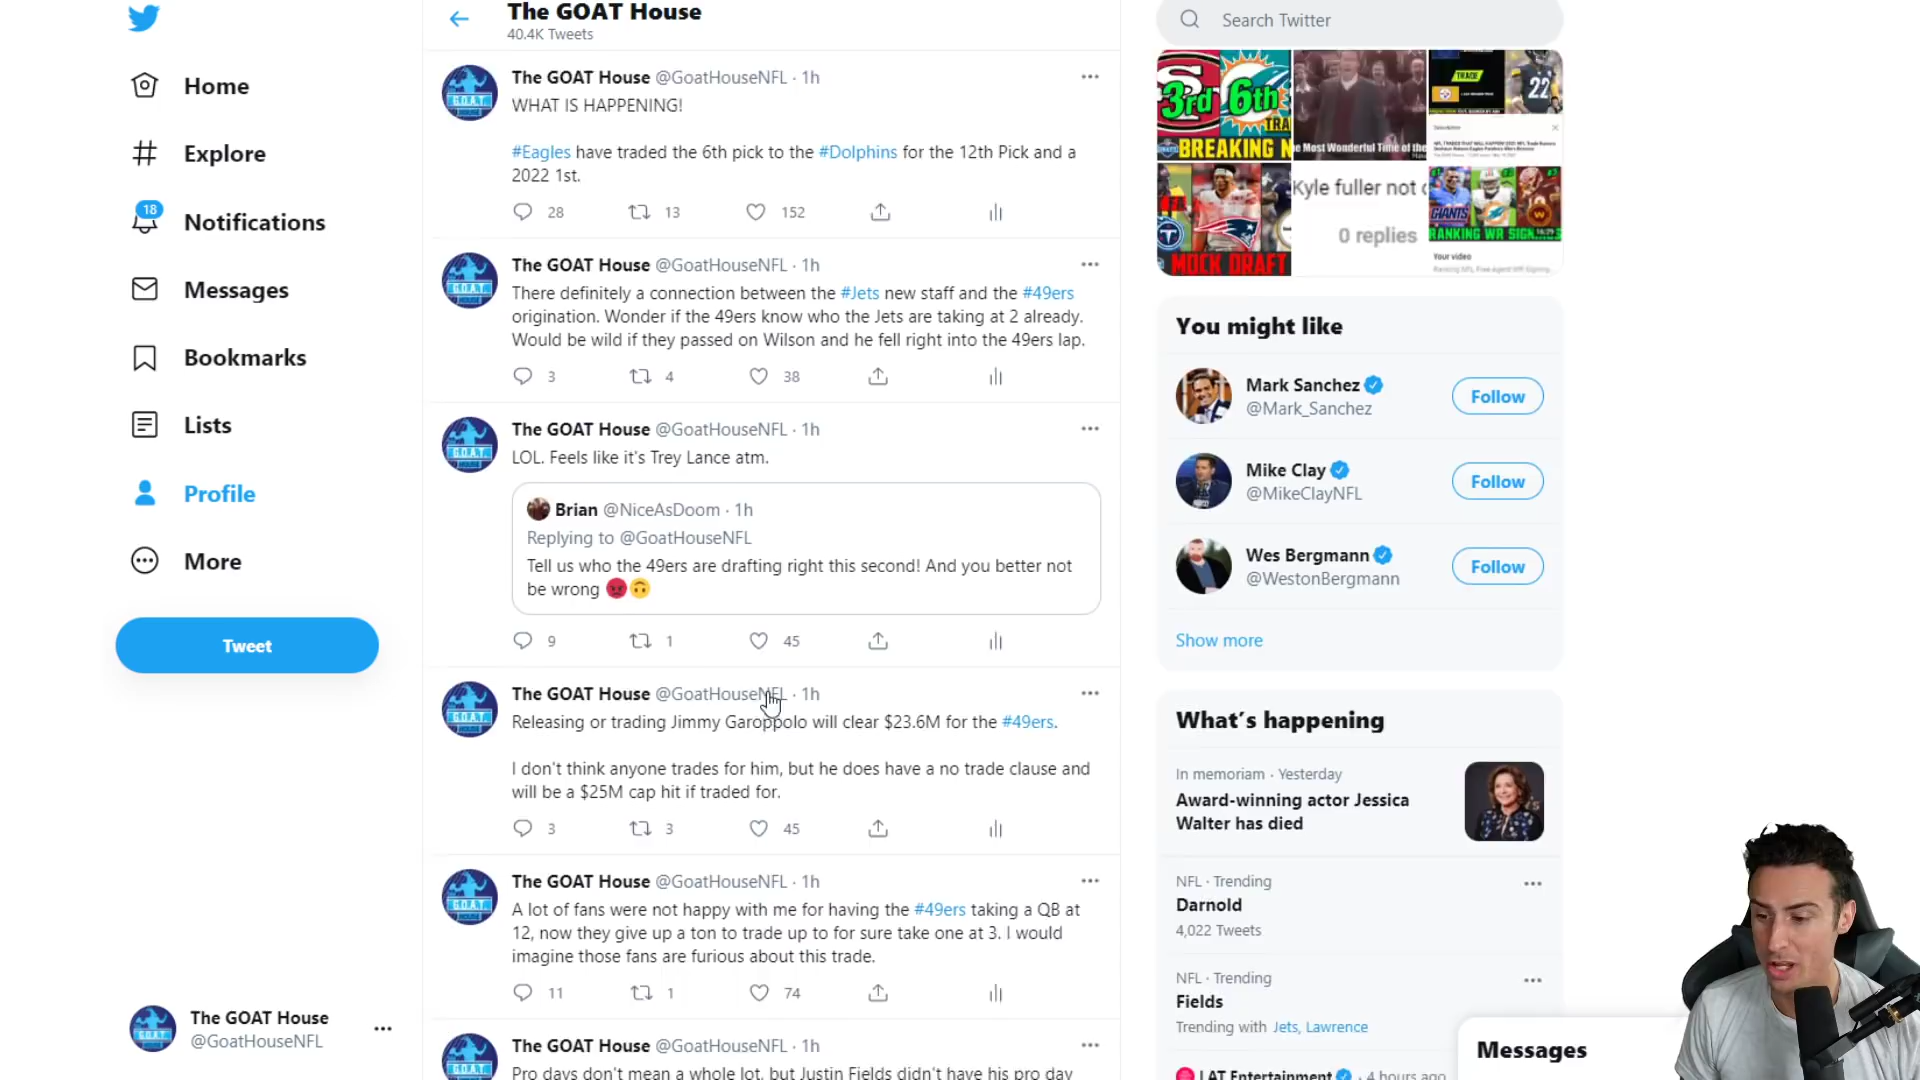 Home
Explore
18
Notifications
Messages
Bookmarks
Lists
Profile
More
Tweet
The GOAT House
@GoatHouseNFL
The GOAT House
40.4K Tweets
The GOAT House @GoatHouseNFL · 1h
WHAT IS HAPPENING!
#Eagles have traded the 6th pick to the #Dolphins for the 12th Pick and a
2022 1st.
28 13 152
The GOAT House @GoatHouseNFL · 1h
There definitely a connection between the #Jets new staff and the #49ers
origination. Wonder if the 49ers know who the Jets are taking at 2 already.
Would be wild if they passed on Wilson and he fell right into the 49ers lap.
3 4 38
The GOAT House @GoatHouseNFL · 1h
LOL. Feels like it's Trey Lance atm.
Brian @NiceAsDoom · 1h
Replying to @GoatHouseNFL
Tell us who the 49ers are drafting right this second! And you better not
be wrong 😡🙃
9 1 45
The GOAT House @GoatHouseNFL · 1h
Releasing or trading Jimmy Garoppolo will clear $23.6M for the #49ers.
I don't think anyone trades for him, but he does have a no trade clause and
will be a $25M cap hit if traded for.
3 3 45
The GOAT House @GoatHouseNFL · 1h
A lot of fans were not happy with me for having the #49ers taking a QB at
12, now they give up a ton to trade up to for sure take one at 3. I would
imagine those fans are furious about this trade.
11 1 74
The GOAT House @GoatHouseNFL · 1h
Pro days don't mean a whole lot, but Justin Fields didn't have his pro day
Search Twitter
3rd 6th
TRA
BREAKING N
e Most Wonderful Time of the
TRADE
22
MOCK DRAFT
Kyle fuller not
0 replies
GIANTS
RANKING WR SIGN
Your video
You might like
Mark Sanchez
@Mark_Sanchez
Follow
Mike Clay
@MikeClayNFL
Follow
Wes Bergmann
@WestonBergmann
Follow
Show more
What's happening
In memoriam · Yesterday
Award-winning actor Jessica
Walter has died
NFL · Trending
Darnold
4,022 Tweets
NFL · Trending
Fields
Trending with Jets, Lawrence
LAT Entertainment · 4 hours ago
Messages